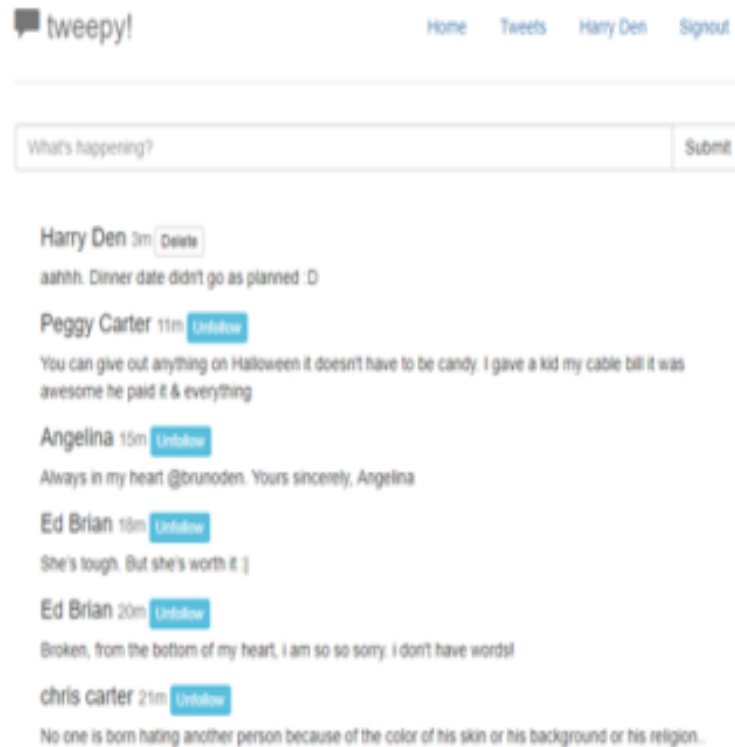 tweepy!
Home Tweets Harry Den Signout
What's happening? Submit
Harry Den 3m Delete
aahhh. Dinner date didn't go as planned :D
Peggy Carter 11m Unfollow
You can give out anything on Halloween it doesn't have to be candy. I gave a kid my cable bill it was
awesome he paid it & everything
Angelina 15m Unfollow
Always in my heart @brunoden. Yours sincerely, Angelina
Ed Brian 18m Unfollow
She's tough. But she's worth it :]
Ed Brian 20m Unfollow
Broken, from the bottom of my heart, i am so so sorry. i don't have words!
chris carter 21m Unfollow
No one is born hating another person because of the color of his skin or his background or his religion..